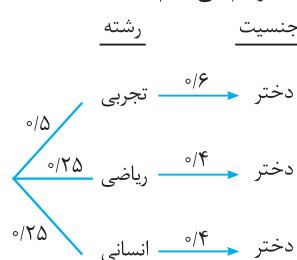 جنسیت رشته
دختر ۰/۶ تجربی ۰/۵
دختر ۰/۴ ریاضی ۰/۲۵
دختر ۰/۴ انسانی ۰/۲۵